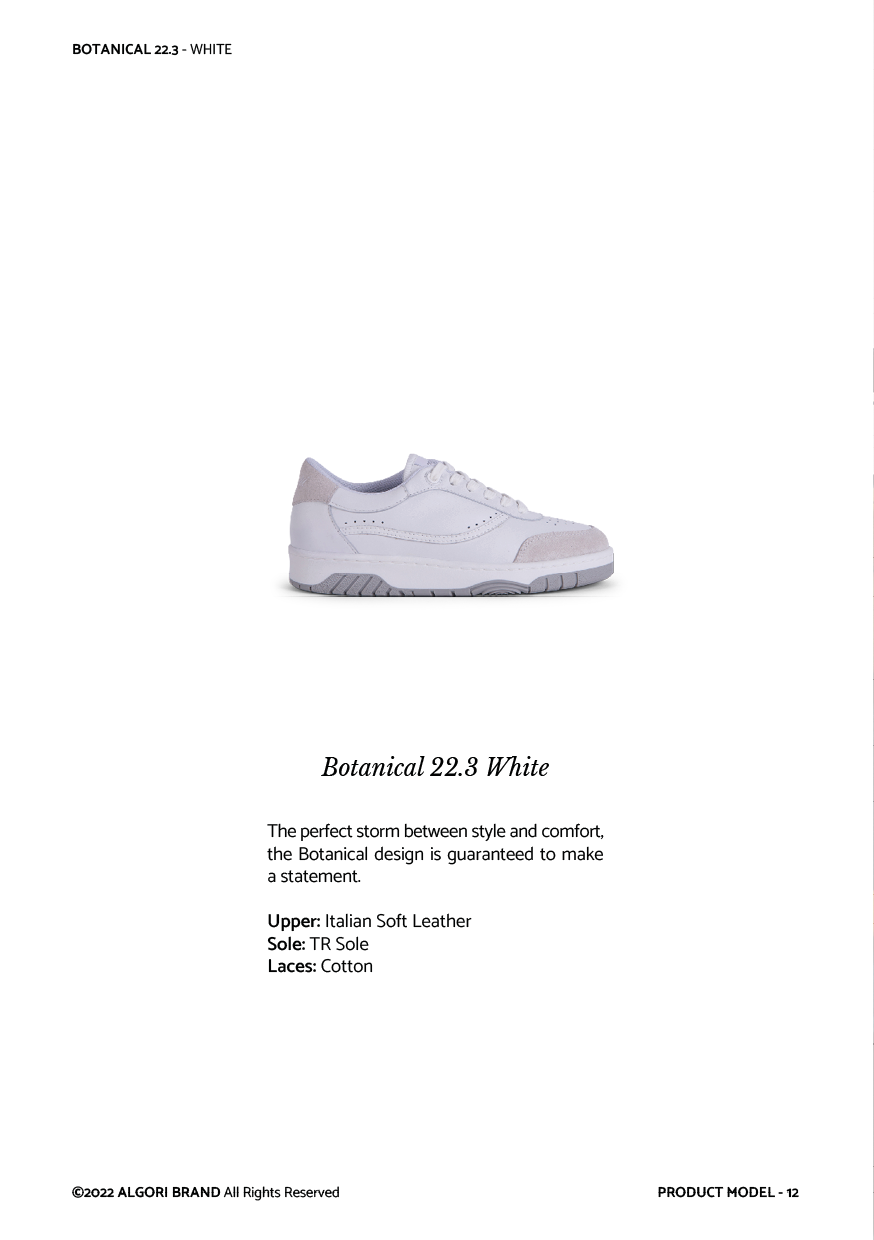 BOTANICAL 22.3 - WHITE
Botanical 22.3 White
The perfect storm between style and comfort,
the Botanical design is guaranteed to make
a statement.
Upper: Italian Soft Leather
Sole: TR Sole
Laces: Cotton
©2022 ALGORI BRAND All Rights Reserved
PRODUCT MODEL - 12